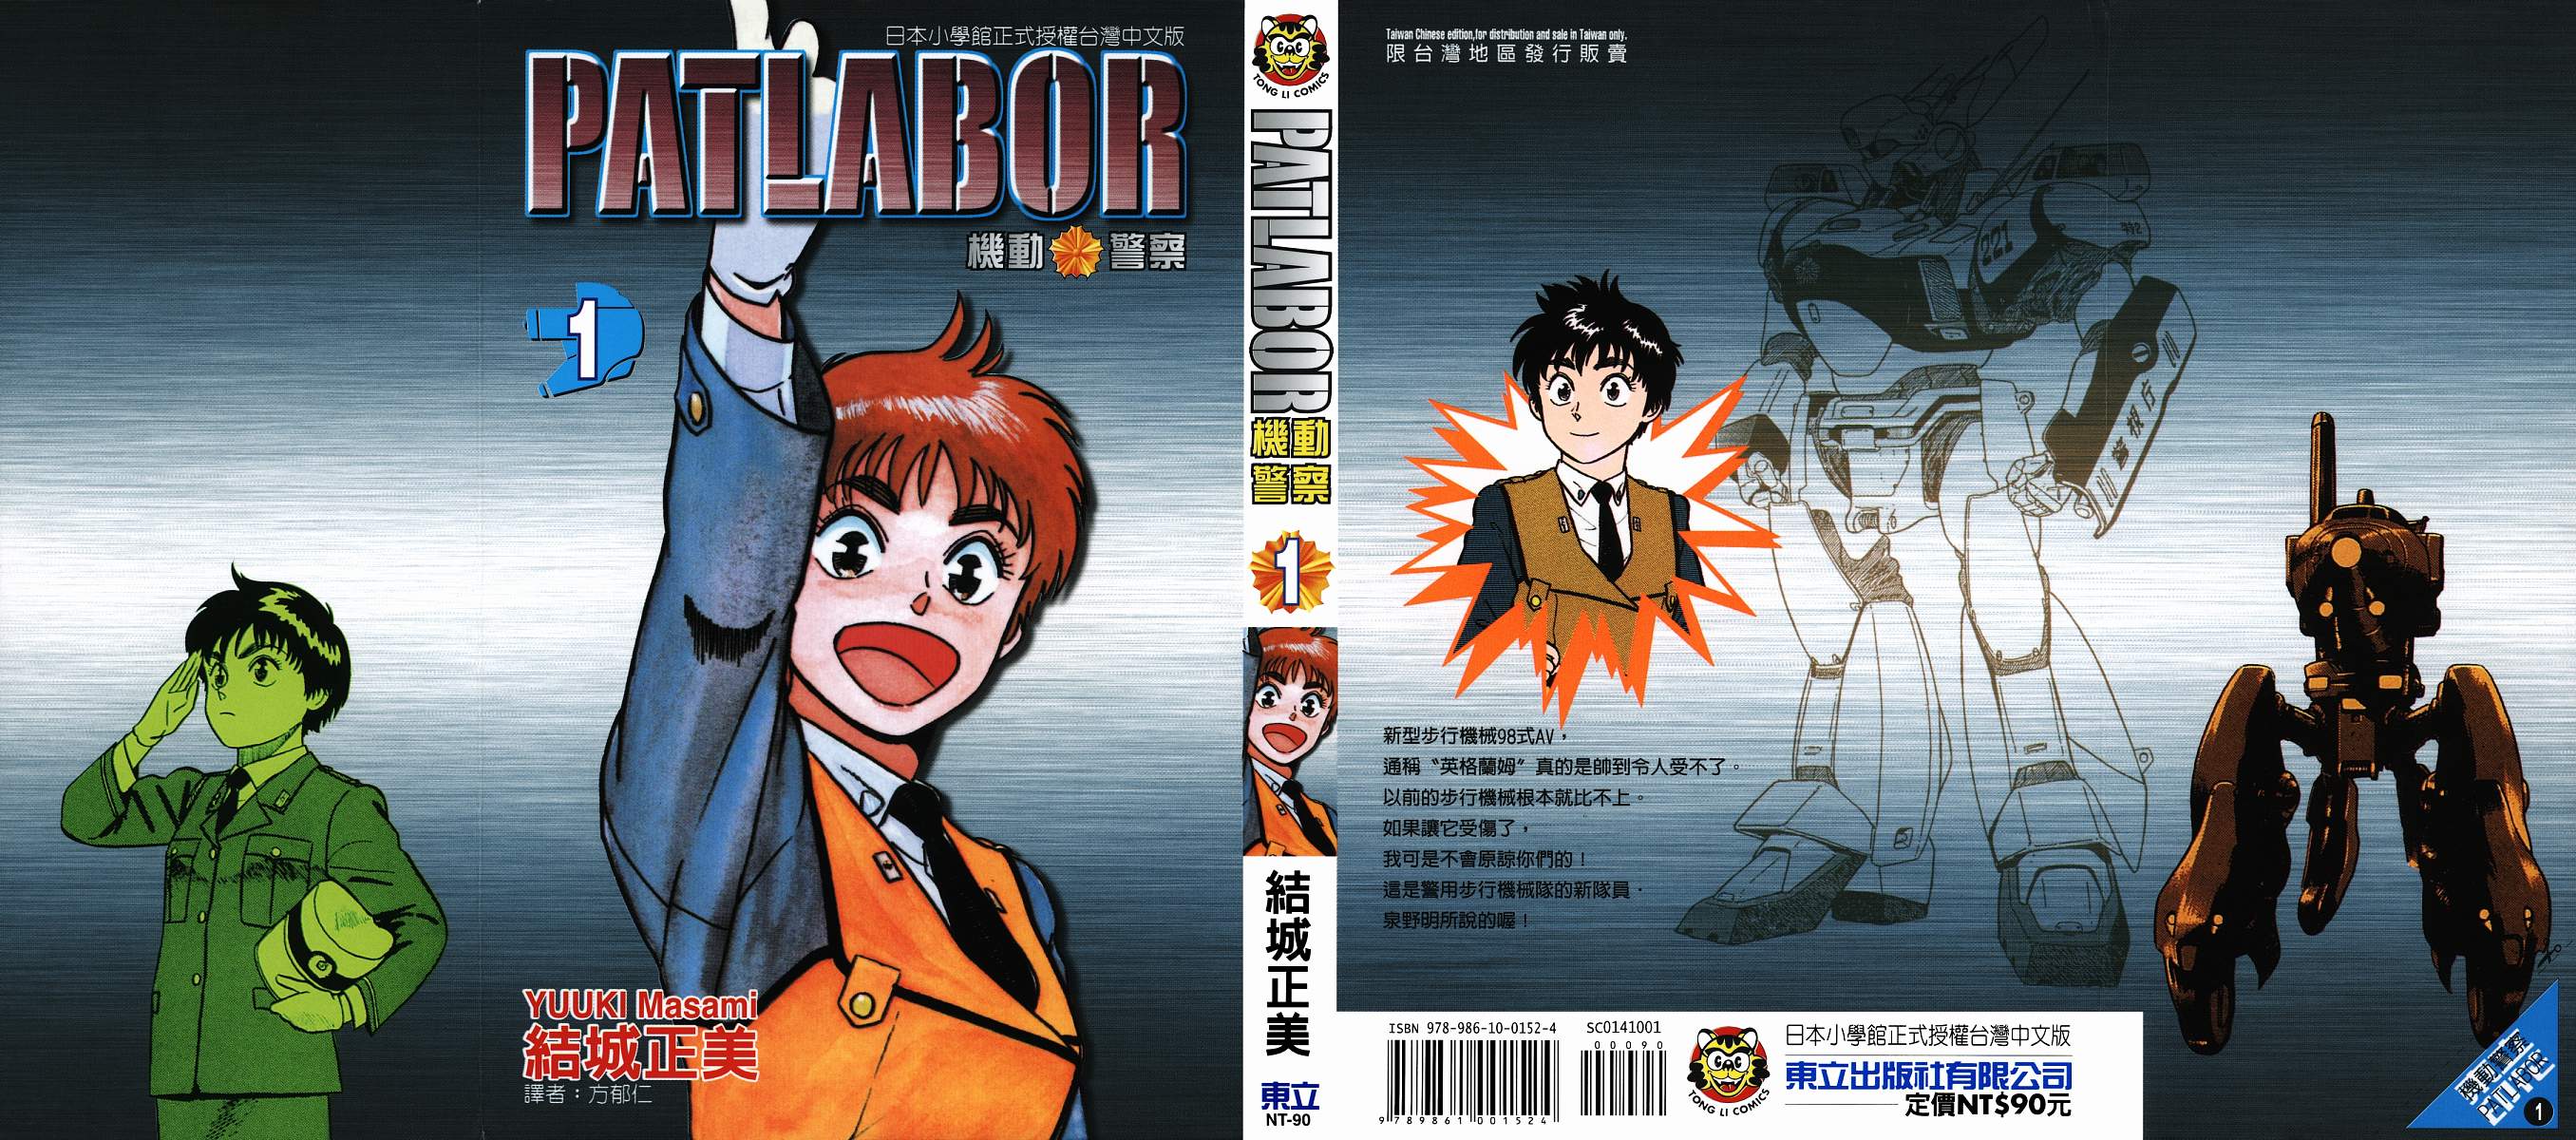 日本小學館正式授權台灣中文版
PATLABOR
機動警察
1
YUUKI Masami
結城正美
譯者：方郁仁
TONG LI COMICS
PATLABOR
機動
警察
1
結城正美
東立
NT-90
Taiwan Chinese edition,for distribution and sale in Taiwan only.
限台灣地區發行販賣
221
警視庁
新型步行機械98式AV，
通稱〝英格蘭姆〞真的是帥到令人受不了。
以前的步行機械根本就比不上。
如果讓它受傷了，
我可是不會原諒你們的！
這是警用步行機械隊的新隊員‧
泉野明所說的喔！
ISBN 978-986-10-0152-4
9 789861 001524
SC0141001
00090
TONG LI COMICS
日本小學館正式授權台灣中文版
東立出版社有限公司
定價NT$90元
機動警察
PATLABOR
1